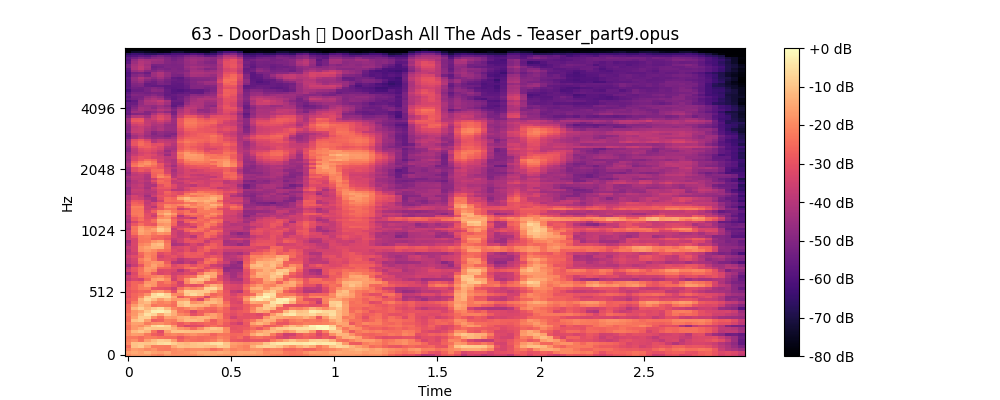 63 - DoorDash ▯ DoorDash All The Ads - Teaser_part9.opus
Hz
4096
2048
1024
512
0
0 0.5 1 1.5 2 2.5
Time
+0 dB
-10 dB
-20 dB
-30 dB
-40 dB
-50 dB
-60 dB
-70 dB
-80 dB